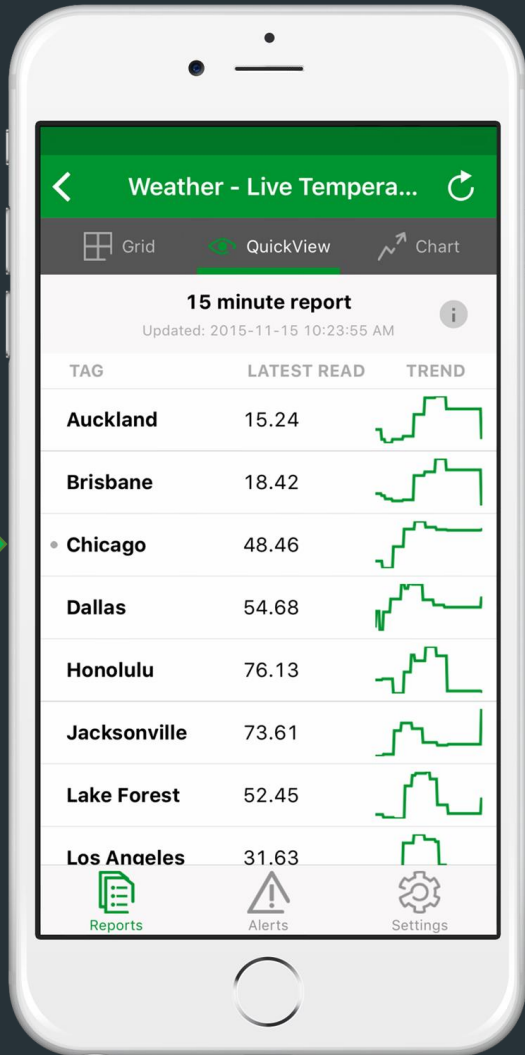 Weather - Live Tempera...
Grid QuickView Chart
15 minute report
Updated: 2015-11-15 10:23:55 AM
TAG LATEST READ TREND
Auckland 15.24
Brisbane 18.42
Chicago 48.46
Dallas 54.68
Honolulu 76.13
Jacksonville 73.61
Lake Forest 52.45
Los Angeles 31.63
Reports Alerts Settings